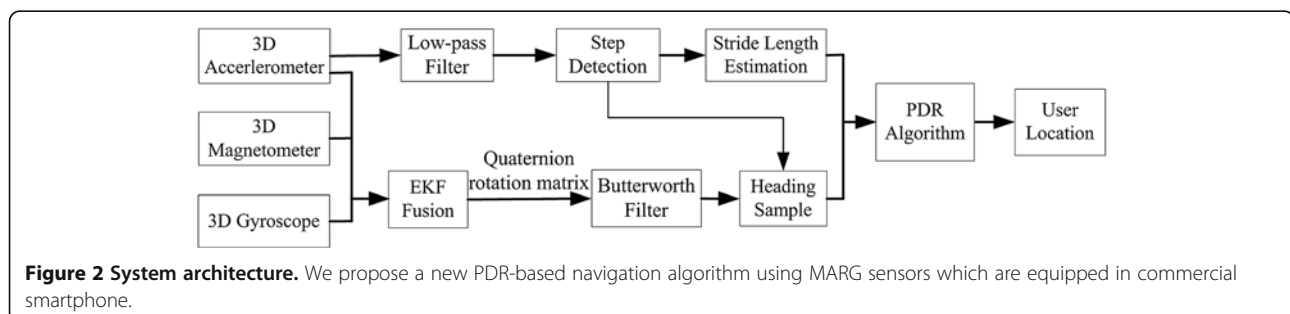 3D
Accerlerometer
Low-pass
Filter
Step
Detection
Stride Length
Estimation
3D
Magnetometer
PDR
Algorithm
User
Location
3D Gyroscope
EKF
Fusion
Quaternion
rotation matrix
Butterworth
Filter
Heading
Sample
Figure 2 System architecture. We propose a new PDR-based navigation algorithm using MARG sensors which are equipped in commercial
smartphone.